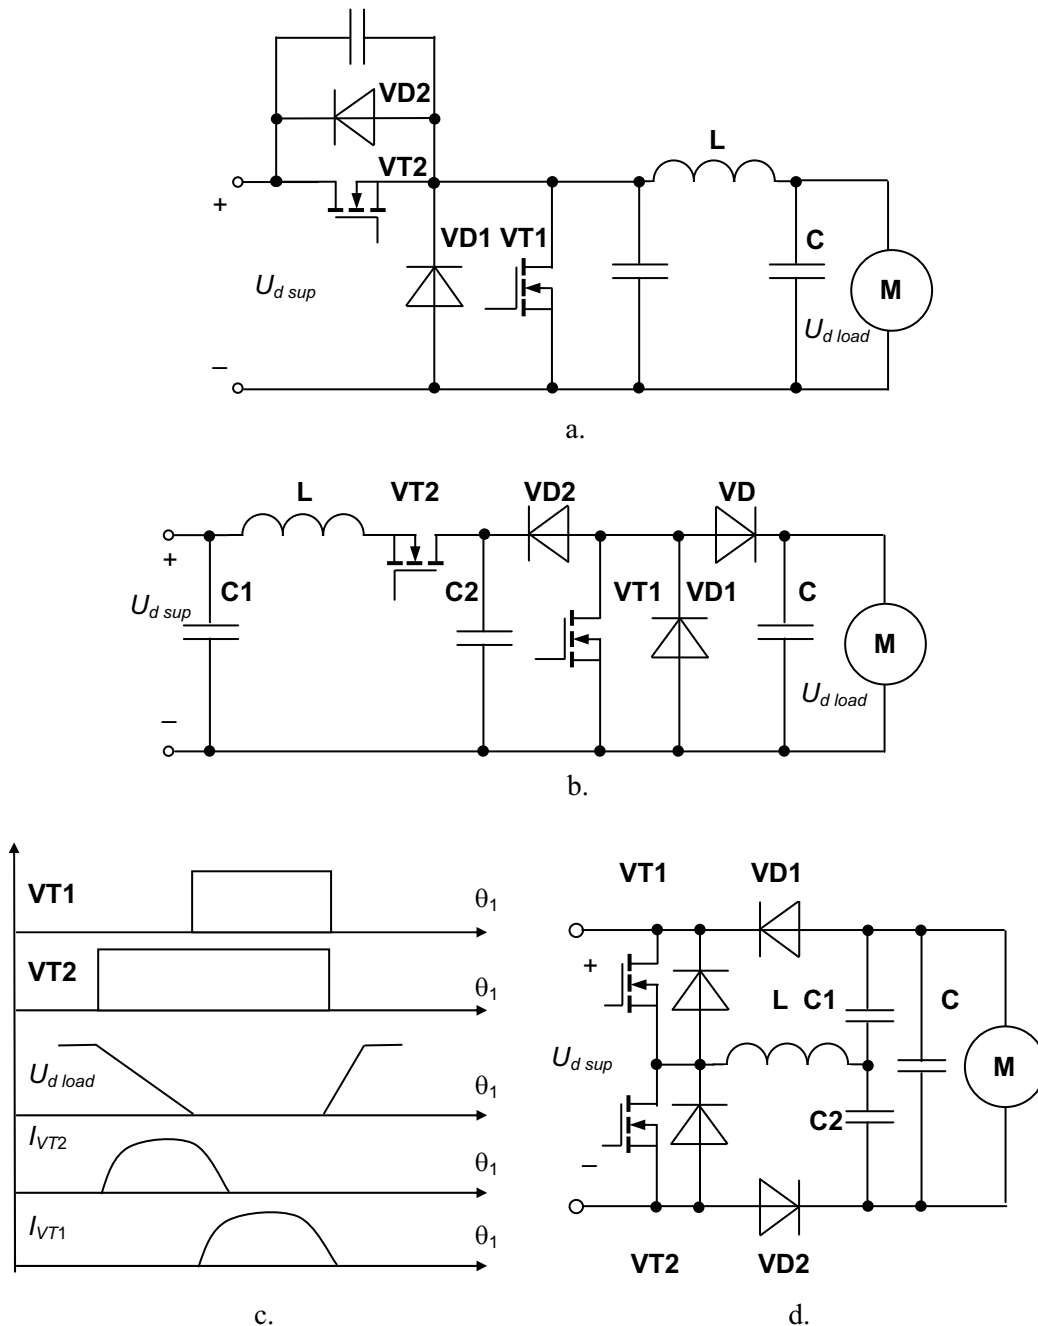 VD2
L
VT2
+
VD1 VT1
C
U_d sup
M
U_d load
–
a.
L VT2 VD2 VD
+
C1 C2 VT1 VD1 C
U_d sup
M
U_d load
–
b.
VT1 θ₁
VT2 θ₁
U_d load θ₁
I_VT2 θ₁
I_VT1 θ₁
c.
VT1 VD1
+
L C1 C
U_d sup
M
C2
–
VT2 VD2
d.